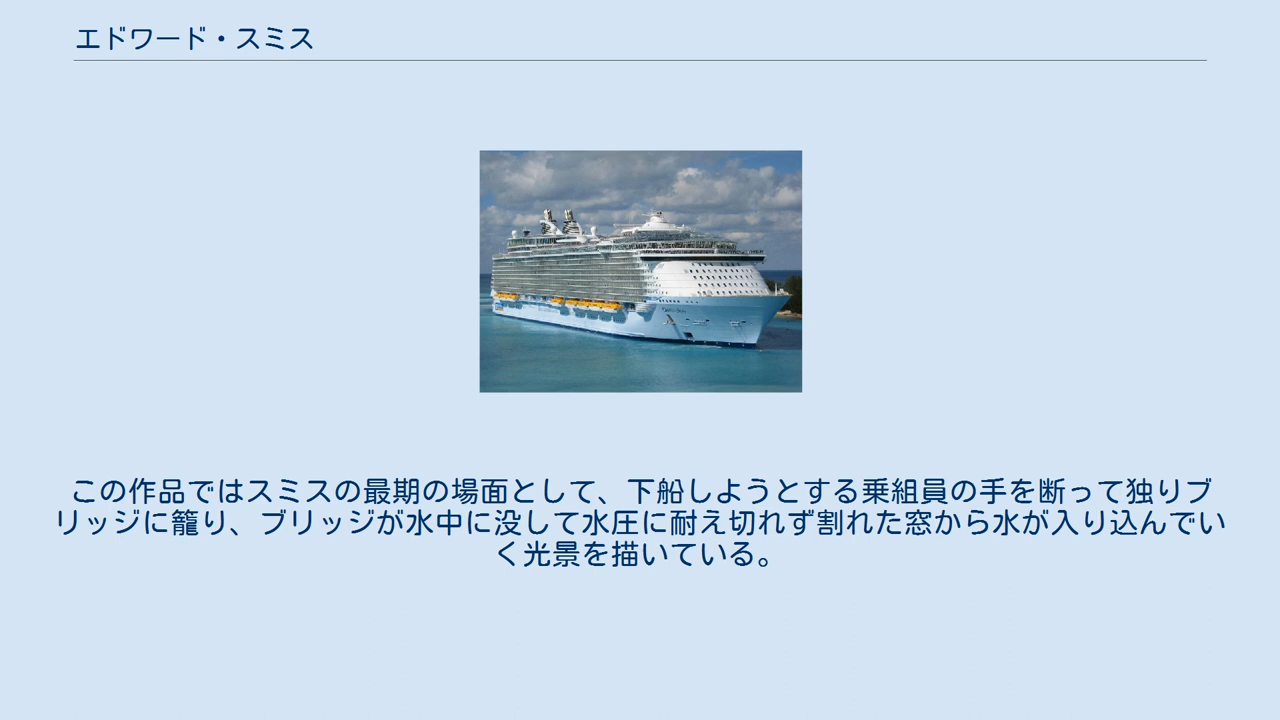 エドワード・スミス
この作品ではスミスの最期の場面として、下船しようとする乗組員の手を断って独りブ
リッジに籠り、ブリッジが水中に没して水圧に耐え切れず割れた窓から水が入り込んでい
く光景を描いている。